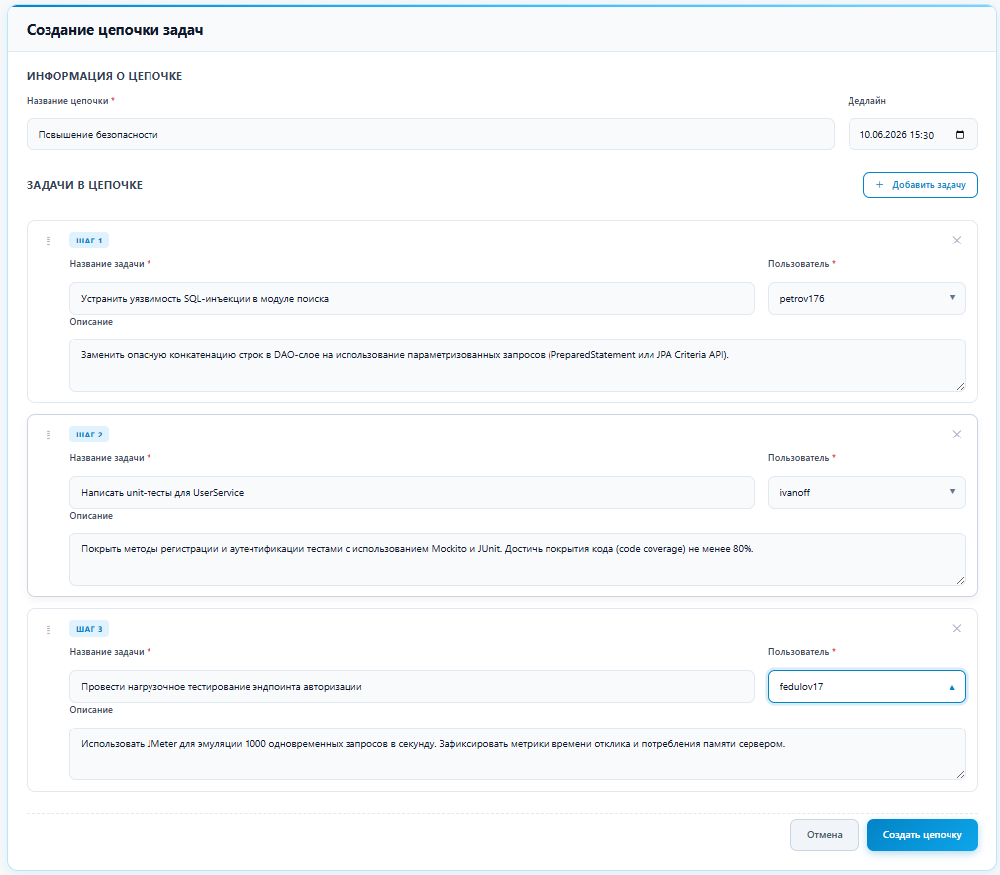 Создание цепочки задач
ИНФОРМАЦИЯ О ЦЕПОЧКЕ
Название цепочки * Дедлайн
Повышение безопасности 10.06.2026 15:30
ЗАДАЧИ В ЦЕПОЧКЕ + Добавить задачу
ШАГ 1
Название задачи * Пользователь *
Устранить уязвимость SQL-инъекции в модуле поиска petrov176
Описание
Заменить опасную конкатенацию строк в DAO-слое на использование параметризованных запросов (PreparedStatement или JPA Criteria API).
ШАГ 2
Название задачи * Пользователь *
Написать unit-тесты для UserService ivanoff
Описание
Покрыть методы регистрации и аутентификации тестами с использованием Mockito и JUnit. Достичь покрытия кода (code coverage) не менее 80%.
ШАГ 3
Название задачи * Пользователь *
Провести нагрузочное тестирование эндпоинта авторизации fedulov17
Описание
Использовать JMeter для эмуляции 1000 одновременных запросов в секунду. Зафиксировать метрики времени отклика и потребления памяти сервером.
Отмена Создать цепочку